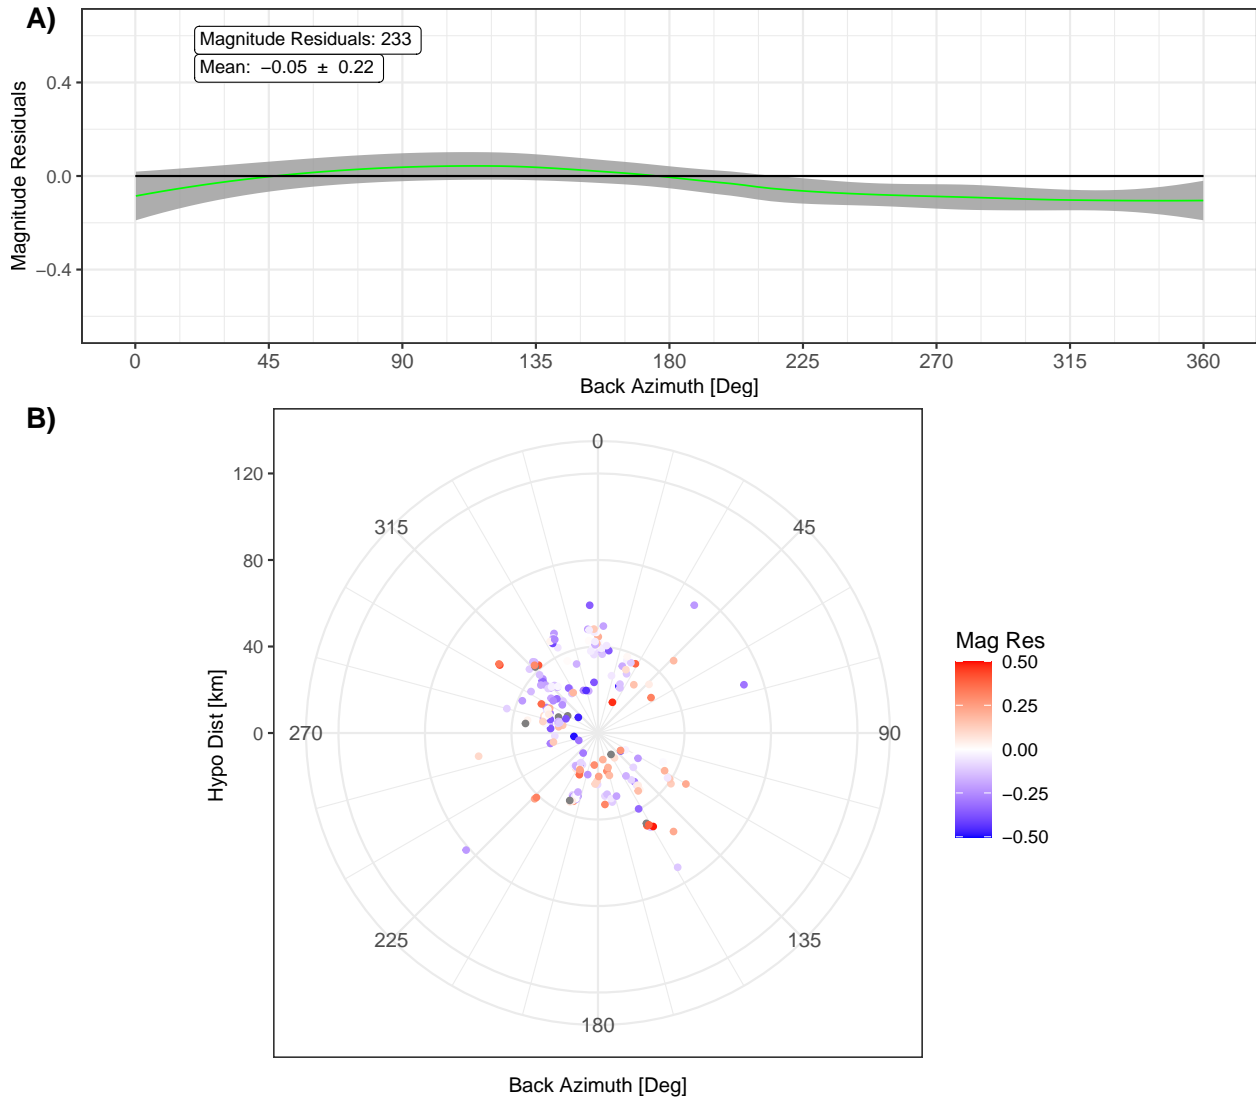 A)
Magnitude Residuals: 233
Mean:  −0.05  ±  0.22
0.4
0.0
−0.4
Magnitude Residuals
0 45 90 135 180 225 270 315 360
Back Azimuth [Deg]
B)
0
45
90
135
180
225
270
315
120
80
40
0
Hypo Dist [km]
Back Azimuth [Deg]
Mag Res
0.50
0.25
0.00
−0.25
−0.50